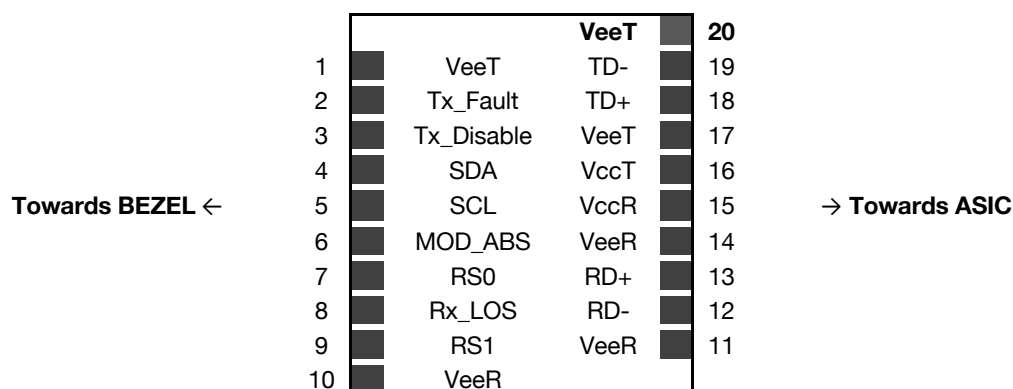 VeeT 20
1 VeeT TD- 19
2 Tx_Fault TD+ 18
3 Tx_Disable VeeT 17
4 SDA VccT 16
Towards BEZEL ← 5 SCL VccR 15 → Towards ASIC
6 MOD_ABS VeeR 14
7 RS0 RD+ 13
8 Rx_LOS RD- 12
9 RS1 VeeR 11
10 VeeR